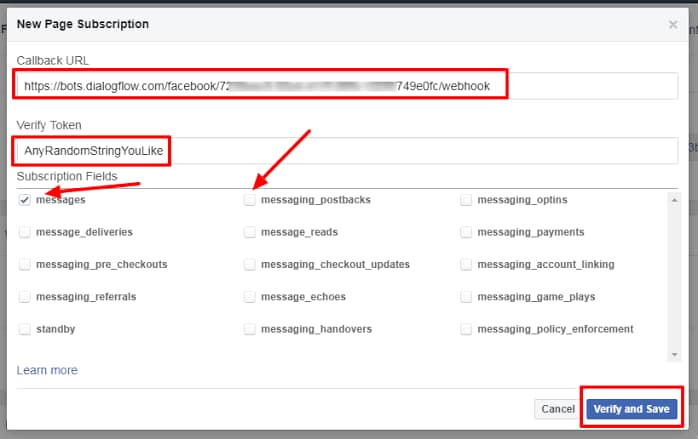 New Page Subscription
Callback URL
https://bots.dialogflow.com/facebook/72 749e0fc/webhook
Verify Token
AnyRandomStringYouLike
Subscription Fields
messages messaging_postbacks messaging_optins
message_deliveries message_reads messaging_payments
messaging_pre_checkouts messaging_checkout_updates messaging_account_linking
messaging_referrals message_echoes messaging_game_plays
standby messaging_handovers messaging_policy_enforcement
Learn more
Cancel Verify and Save